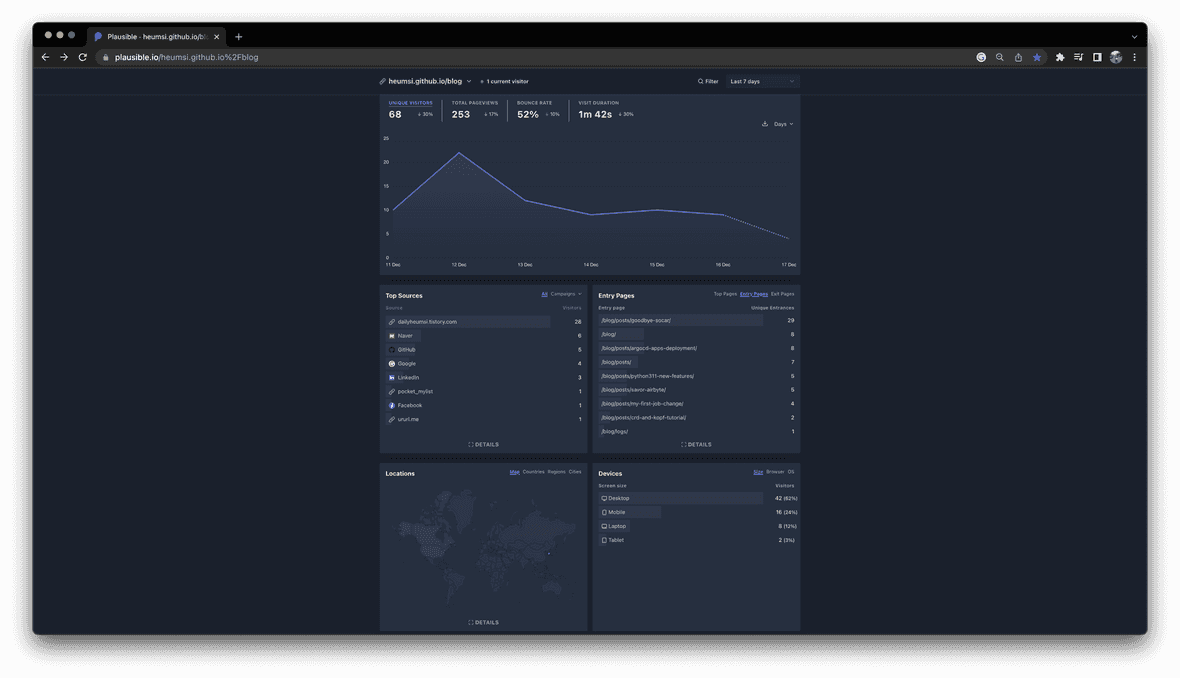 Plausible · heumsi.github.io/bl
plausible.io/heumsi.github.io%2Fblog
heumsi.github.io/blog
1 current visitor
Filter
Last 7 days
UNIQUE VISITORS
68 ↓ 30%
TOTAL PAGEVIEWS
253 ↓ 17%
BOUNCE RATE
52% ↓ 10%
VISIT DURATION
1m 42s ↓ 30%
Days
25
20
15
10
5
0
11 Dec 12 Dec 13 Dec 14 Dec 15 Dec 16 Dec 17 Dec
Top Sources
All Campaigns
Source Visitors
dailyheumsi.tistory.com 28
Naver 6
GitHub 5
Google 4
LinkedIn 3
pocket_mylist 1
Facebook 1
ururl.me 1
DETAILS
Entry Pages
Top Pages Entry Pages Exit Pages
Entry page Unique Entrances
/blog/posts/goodbye-socar/ 29
/blog/ 8
/blog/posts/argocd-apps-deployment/ 8
/blog/posts/ 7
/blog/posts/python311-new-features/ 5
/blog/posts/savor-airbyte/ 5
/blog/posts/my-first-job-change/ 4
/blog/posts/crd-and-kopf-tutorial/ 2
/blog/tags/ 1
DETAILS
Locations
Map Countries Regions Cities
DETAILS
Devices
Size Browser OS
Screen size Visitors
Desktop 42 (62%)
Mobile 16 (24%)
Laptop 8 (12%)
Tablet 2 (3%)